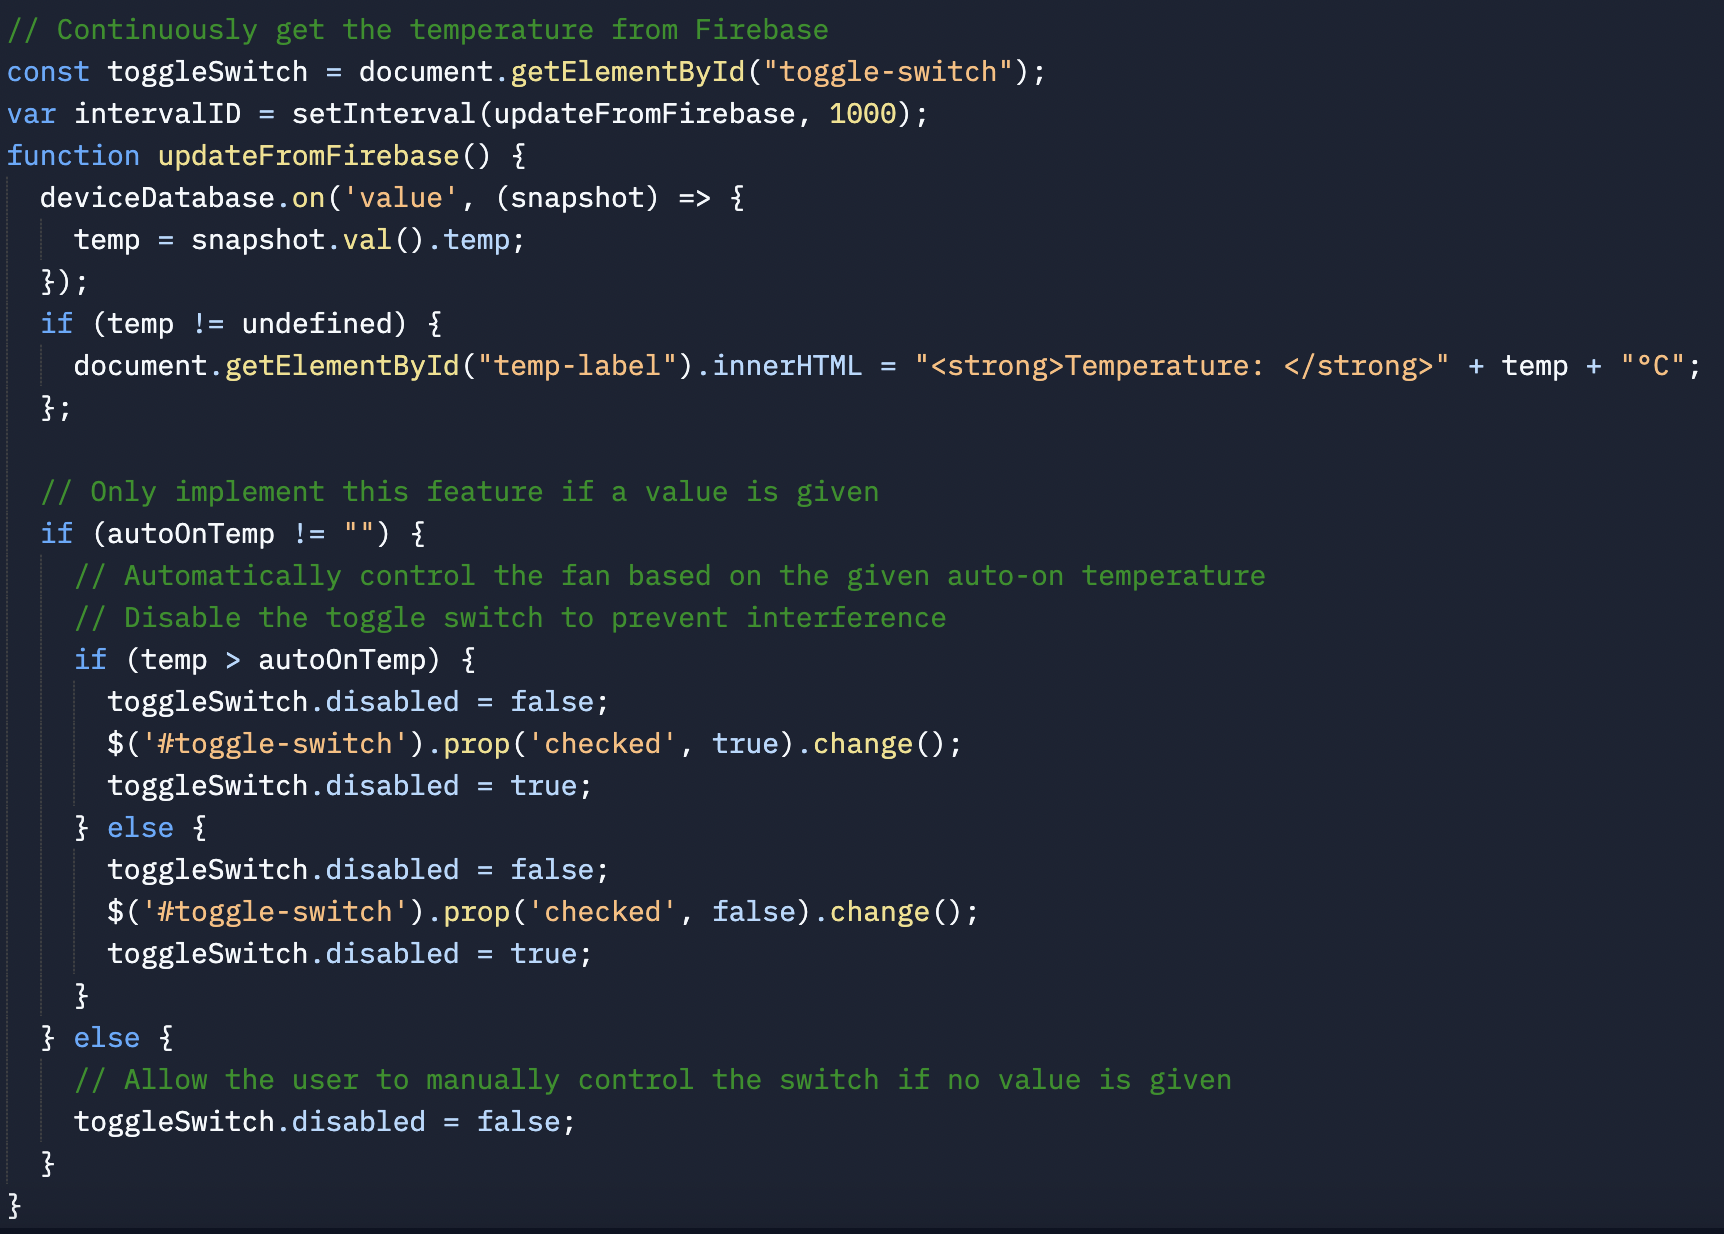 // Continuously get the temperature from Firebase
const toggleSwitch = document.getElementById("toggle-switch");
var intervalID = setInterval(updateFromFirebase, 1000);
function updateFromFirebase() {
  deviceDatabase.on('value', (snapshot) => {
    temp = snapshot.val().temp;
  });
  if (temp != undefined) {
    document.getElementById("temp-label").innerHTML = "<strong>Temperature: </strong>" + temp + "°C";
  };

  // Only implement this feature if a value is given
  if (autoOnTemp != "") {
    // Automatically control the fan based on the given auto-on temperature
    // Disable the toggle switch to prevent interference
    if (temp > autoOnTemp) {
      toggleSwitch.disabled = false;
      $('#toggle-switch').prop('checked', true).change();
      toggleSwitch.disabled = true;
    } else {
      toggleSwitch.disabled = false;
      $('#toggle-switch').prop('checked', false).change();
      toggleSwitch.disabled = true;
    }
  } else {
    // Allow the user to manually control the switch if no value is given
    toggleSwitch.disabled = false;
  }
}